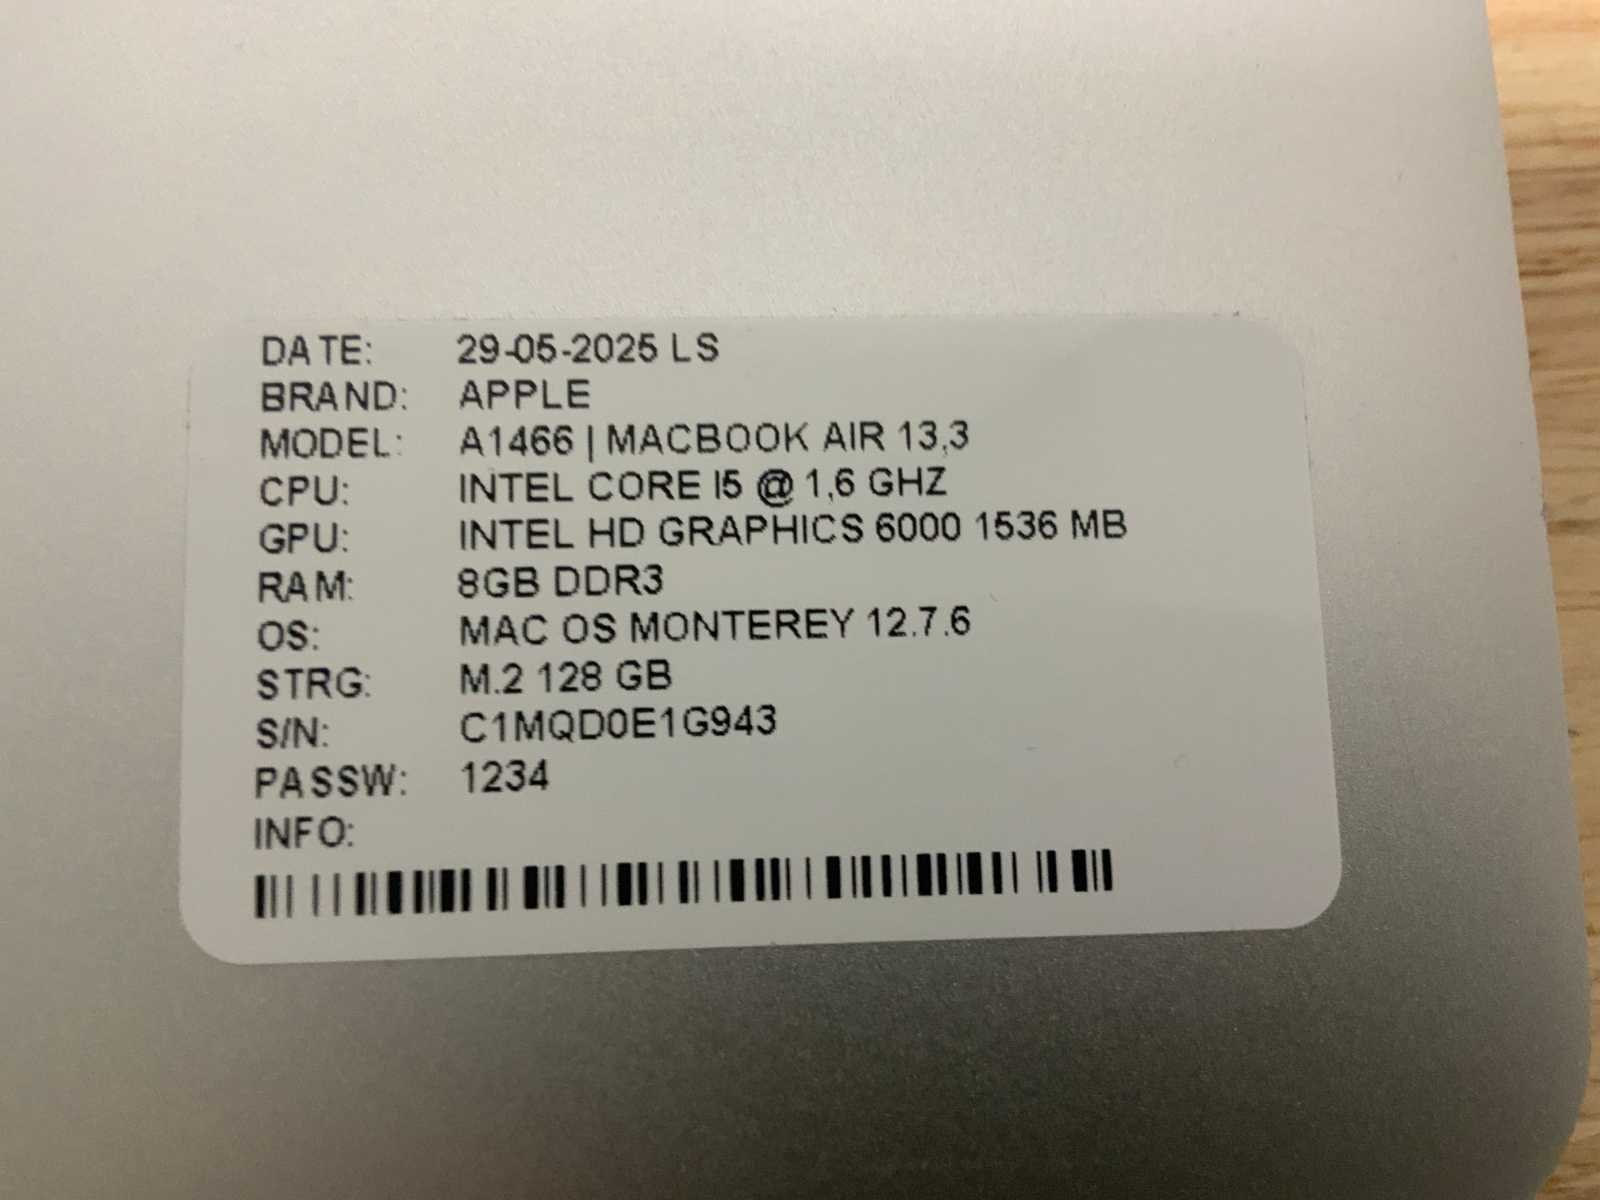 DATE: 29-05-2025 LS
BRAND: APPLE
MODEL: A1466 | MACBOOK AIR 13,3
CPU: INTEL CORE I5 @ 1,6 GHZ
GPU: INTEL HD GRAPHICS 6000 1536 MB
RAM: 8GB DDR3
OS: MAC OS MONTEREY 12.7.6
STRG: M.2 128 GB
S/N: C1MQD0E1G943
PASSW: 1234
INFO: